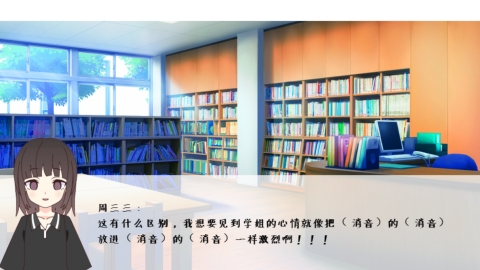 周三三：
这有什么区别，我想要见到学姐的心情就像把（消音）的（消音）
放进（消音）的（消音）一样激烈啊！！！